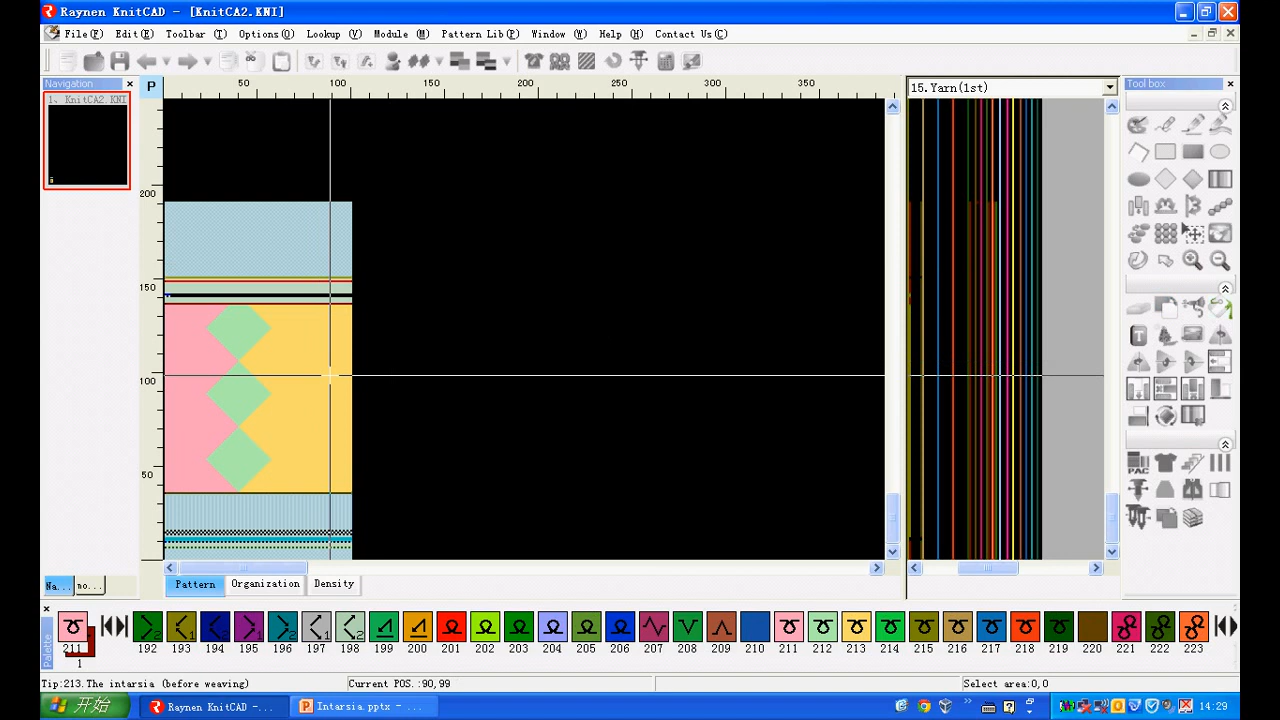 Raynen KnitCAD - [KnitCA2.KNI]
File(F) Edit(E) Toolbar (T) Options(O) Lookup (V) Module (M) Pattern Lib(P) Window (W) Help (H) Contact Us(C)
Navigation
1、KnitCA2.KNI
P
50 100 150 200 250 300 350
15.Yarn(1st)
Tool box
200
150
100
50
PAC
Na... mo...
Pattern Organization Density
Palette
211
1
192 193 194 195 196 197 198 199 200 201 202 203 204 205 206 207 208 209 210 211 212 213 214 215 216 217 218 219 220 221 222 223
Tip:213.The intarsia (before weaving) Current POS.:90,99 Select area:0,0
开始 Raynen KnitCAD -... Intarsia.pptx - ... 14:29